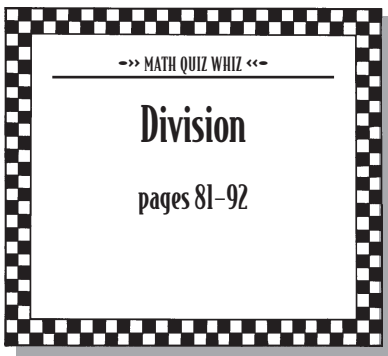 •>> MATH QUIZ WHIZ <<•
Division
pages 81–92